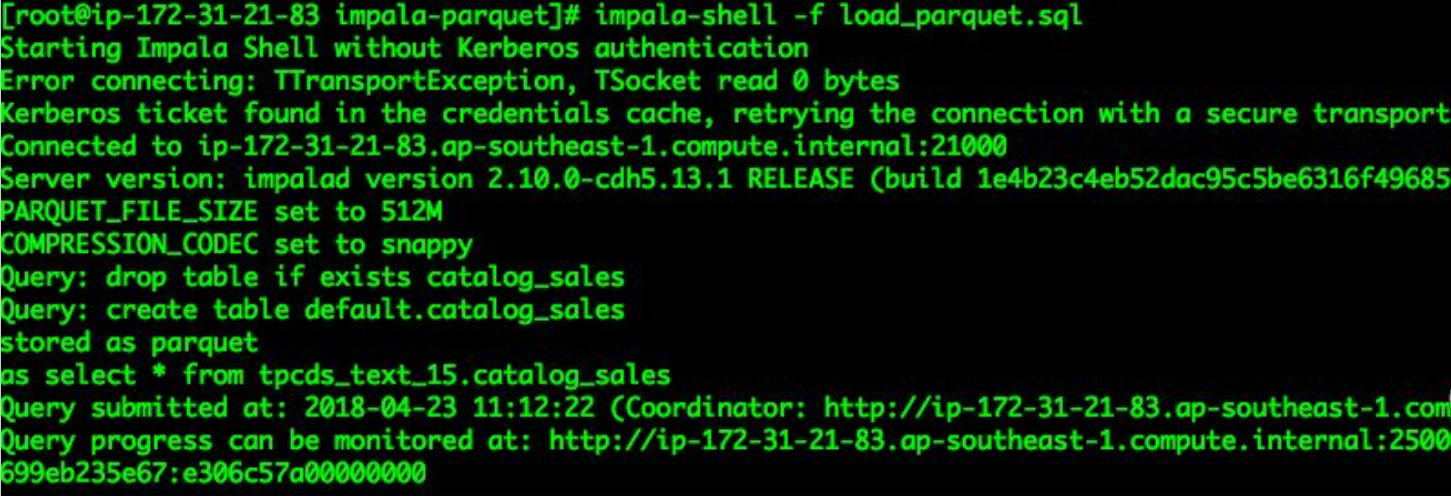 [root@ip-172-31-21-83 impala-parquet]# impala-shell -f load_parquet.sql
Starting Impala Shell without Kerberos authentication
Error connecting: TTransportException, TSocket read 0 bytes
Kerberos ticket found in the credentials cache, retrying the connection with a secure transport
Connected to ip-172-31-21-83.ap-southeast-1.compute.internal:21000
Server version: impalad version 2.10.0-cdh5.13.1 RELEASE (build 1e4b23c4eb52dac95c5be6316f49685
PARQUET_FILE_SIZE set to 512M
COMPRESSION_CODEC set to snappy
Query: drop table if exists catalog_sales
Query: create table default.catalog_sales
stored as parquet
as select * from tpcds_text_15.catalog_sales
Query submitted at: 2018-04-23 11:12:22 (Coordinator: http://ip-172-31-21-83.ap-southeast-1.com
Query progress can be monitored at: http://ip-172-31-21-83.ap-southeast-1.compute.internal:2500
699eb235e67:e306c57a00000000